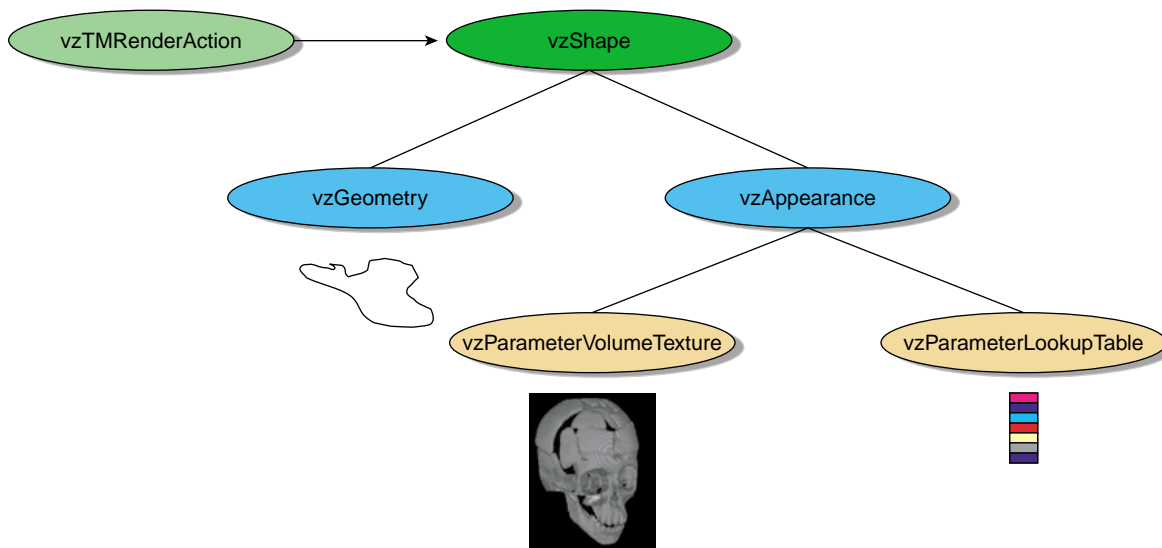 vzTMRenderAction
vzShape
vzGeometry
vzAppearance
vzParameterVolumeTexture
vzParameterLookupTable